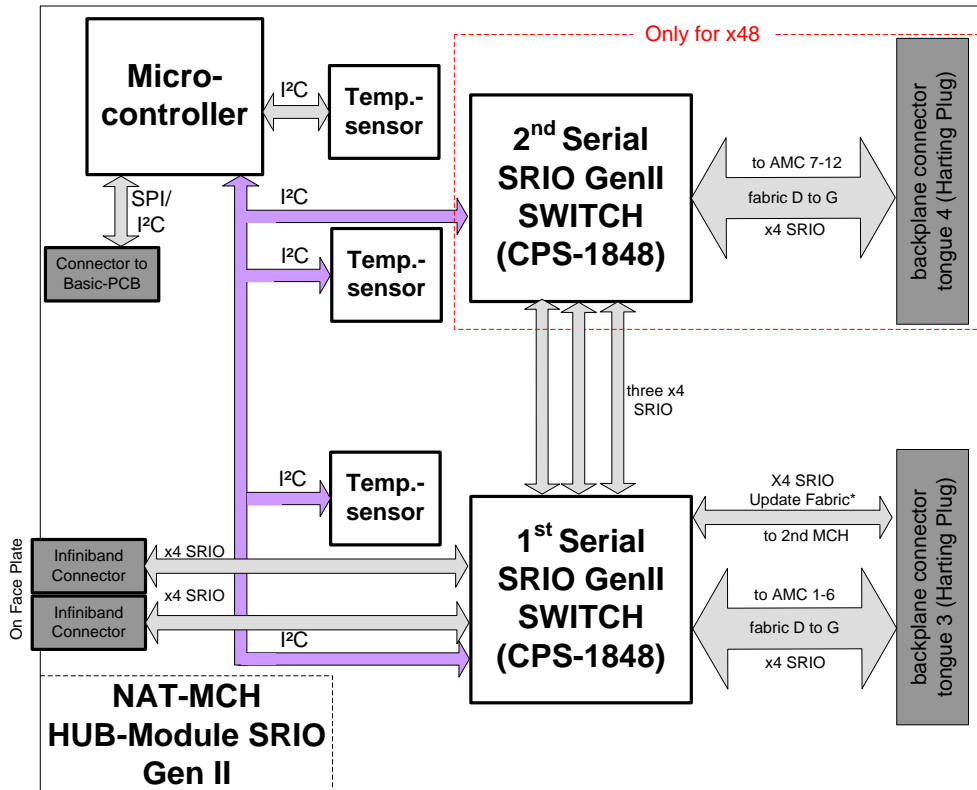 Only for x48
Micro-
controller
I²C
Temp.-
sensor
2nd Serial
SRIO GenII
SWITCH
(CPS-1848)
to AMC 7-12
fabric D to G
x4 SRIO
backplane connector
tongue 4 (Harting Plug)
SPI/
I²C
I²C
I²C
Temp.-
sensor
Connector to
Basic-PCB
three x4
SRIO
I²C
Temp.-
sensor
X4 SRIO
Update Fabric*
to 2nd MCH
1st Serial
SRIO GenII
SWITCH
(CPS-1848)
to AMC 1-6
fabric D to G
x4 SRIO
backplane connector
tongue 3 (Harting Plug)
On Face Plate
Infiniband
Connector
x4 SRIO
Infiniband
Connector
x4 SRIO
I²C
NAT-MCH
HUB-Module SRIO
Gen II